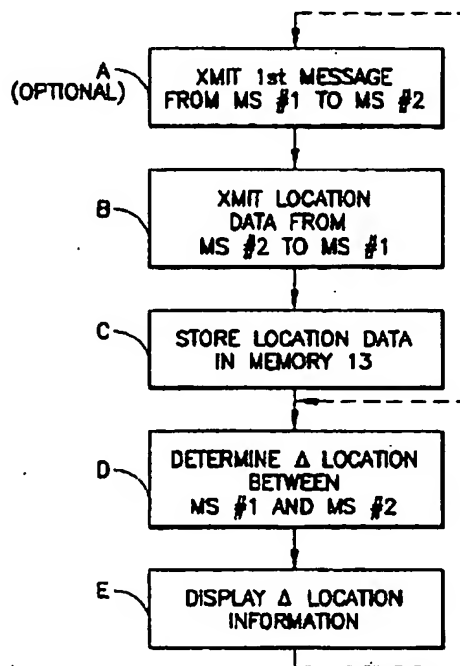 A
(OPTIONAL)
XMIT 1st MESSAGE
FROM MS #1 TO MS #2
B
XMIT LOCATION
DATA FROM
MS #2 TO MS #1
C
STORE LOCATION DATA
IN MEMORY 13
D
DETERMINE Δ LOCATION
BETWEEN
MS #1 AND MS #2
E
DISPLAY Δ LOCATION
INFORMATION